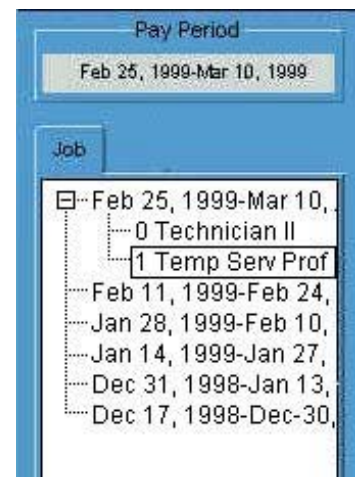 Pay Period
Feb 25, 1999-Mar 10, 1999
Job
Feb 25, 1999-Mar 10,
0 Technician II
1 Temp Serv Prof
Feb 11, 1999-Feb 24,
Jan 28, 1999-Feb 10,
Jan 14, 1999-Jan 27,
Dec 31, 1998-Jan 13,
Dec 17, 1998-Dec-30,